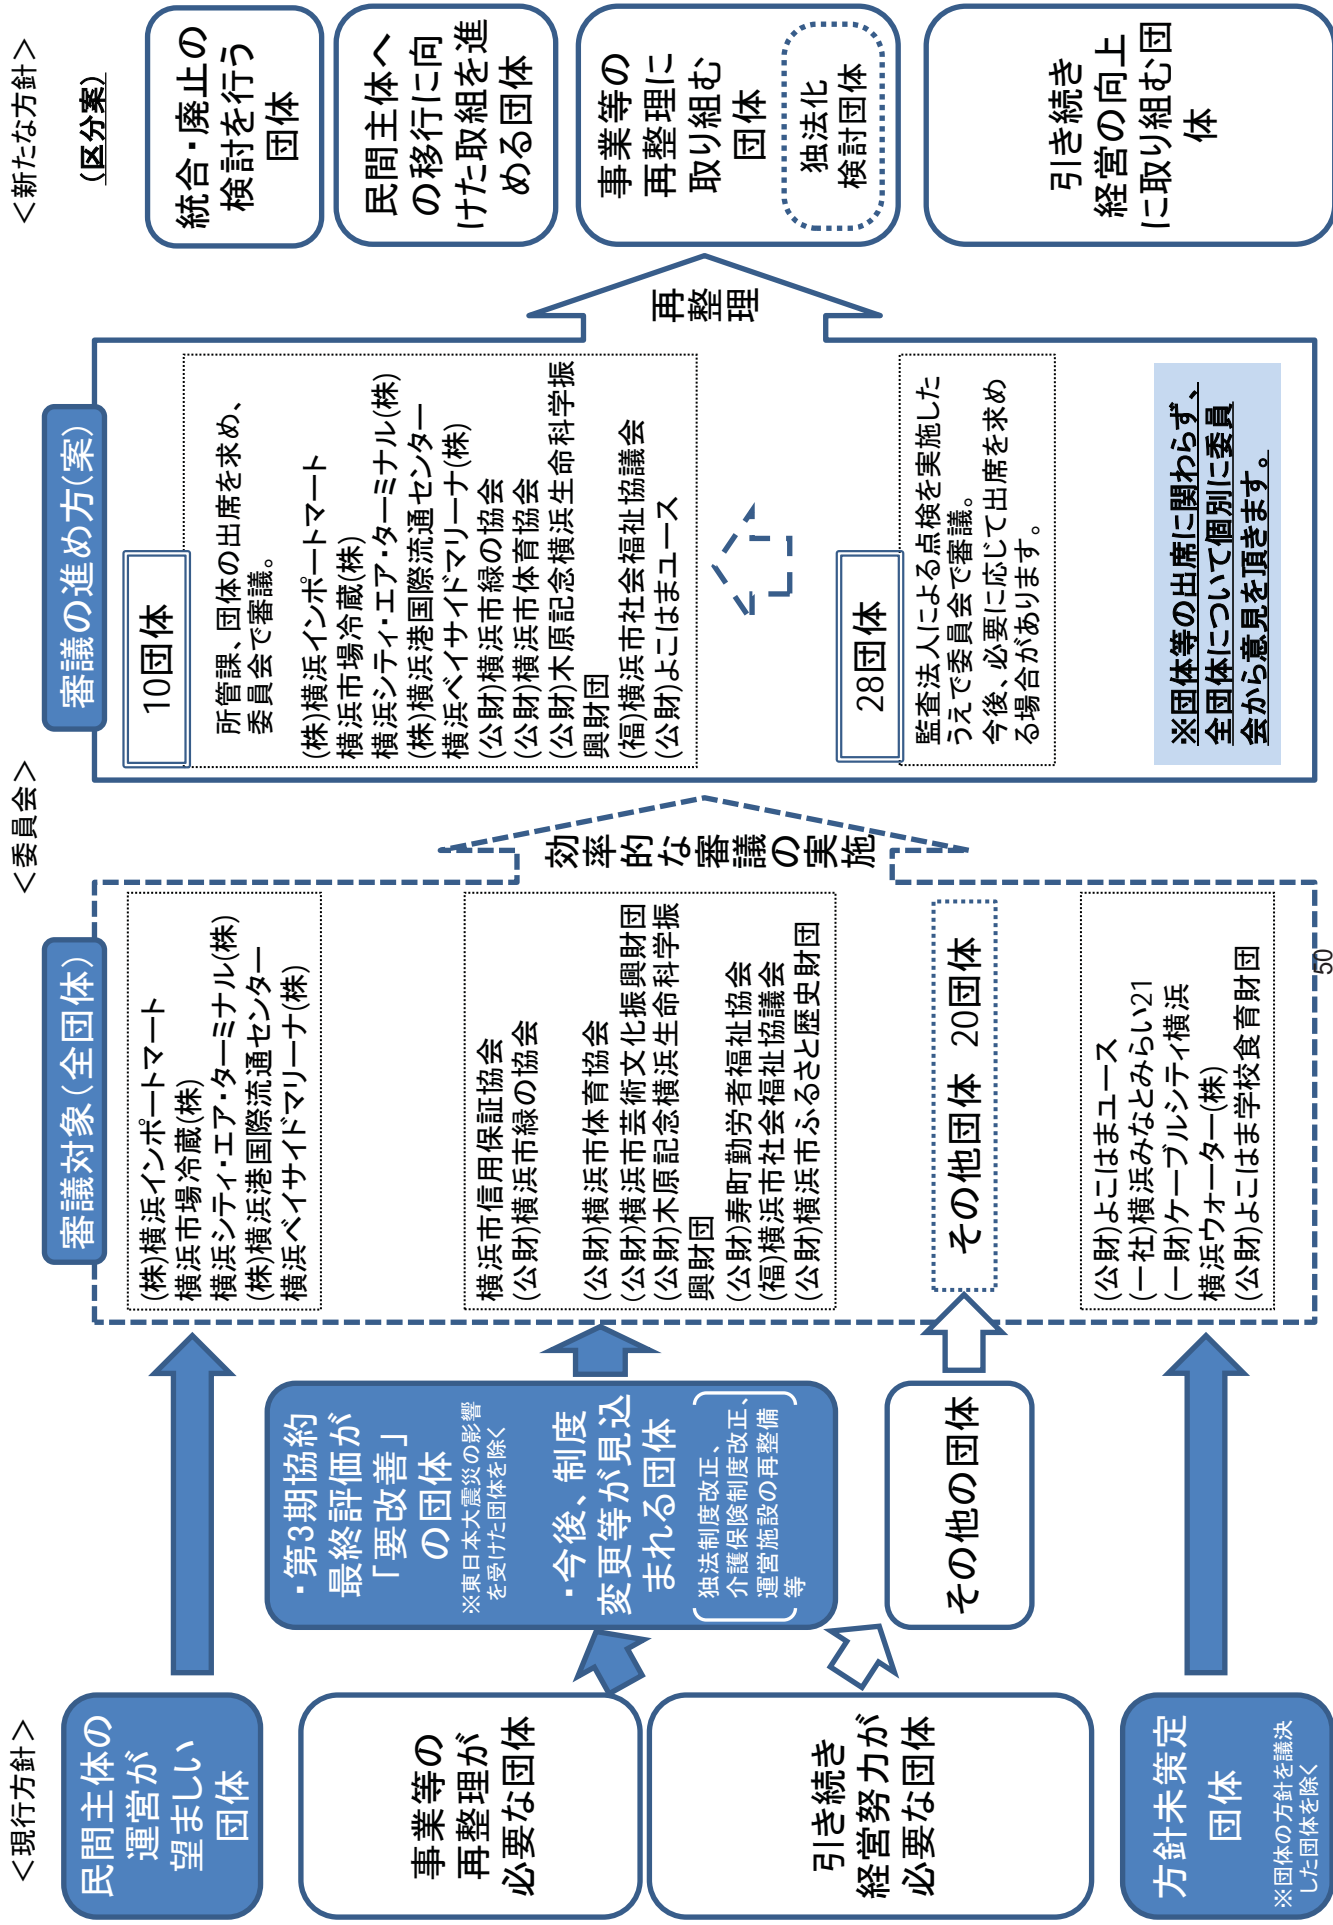 ＜現行方針＞
民間主体の
運営が
望ましい
団体
事業等の
再整理が
必要な団体
引き続き
経営努力が
必要な団体
方針未策定
団体
※団体の方針を議決
した団体を除く
・第3期協約
最終評価が
「要改善」
の団体
※東日本大震災の影響
を受けた団体を除く
・今後、制度
変更等が見込
まれる団体
独法制度改正、
介護保険制度改正、
運営施設の再整備
等
その他の団体
＜委員会＞
審議対象(全団体)
(株)横浜インポートマート
横浜市場冷蔵(株)
横浜シティ・エア・ターミナル(株)
(株)横浜港国際流通センター
横浜ベイサイドマリーナ(株)
横浜市信用保証協会
(公財)横浜市緑の協会
(公財)横浜市体育協会
(公財)横浜市芸術文化振興財団
(公財)木原記念横浜生命科学振
興財団
(公財)寿町勤労者福祉協会
(福)横浜市社会福祉協議会
(公財)横浜市ふるさと歴史財団
その他団体 20団体
(公財)よこはまユース
(一社)横浜みなとみらい21
(一財)ケーブルシティ横浜
横浜ウォーター(株)
(公財)よこはま学校食育財団
効率的な審議の実施
審議の進め方(案)
10団体
所管課、団体の出席を求め、
委員会で審議。
(株)横浜インポートマート
横浜市場冷蔵(株)
横浜シティ・エア・ターミナル(株)
(株)横浜港国際流通センター
横浜ベイサイドマリーナ(株)
(公財)横浜市緑の協会
(公財)横浜市体育協会
(公財)木原記念横浜生命科学振
興財団
(福)横浜市社会福祉協議会
(公財)よこはまユース
28団体
監査法人による点検を実施した
うえで委員会で審議。
今後、必要に応じて出席を求め
る場合があります。
※団体等の出席に関わらず、
全団体について個別に委員
会から意見を頂きます。
再
整
理
＜新たな方針＞
(区分案)
統合・廃止の
検討を行う
団体
民間主体へ
の移行に向
けた取組を進
める団体
事業等の
再整理に
取り組む
団体
独法化
検討団体
引き続き
経営の向上
に取り組む団
体
50